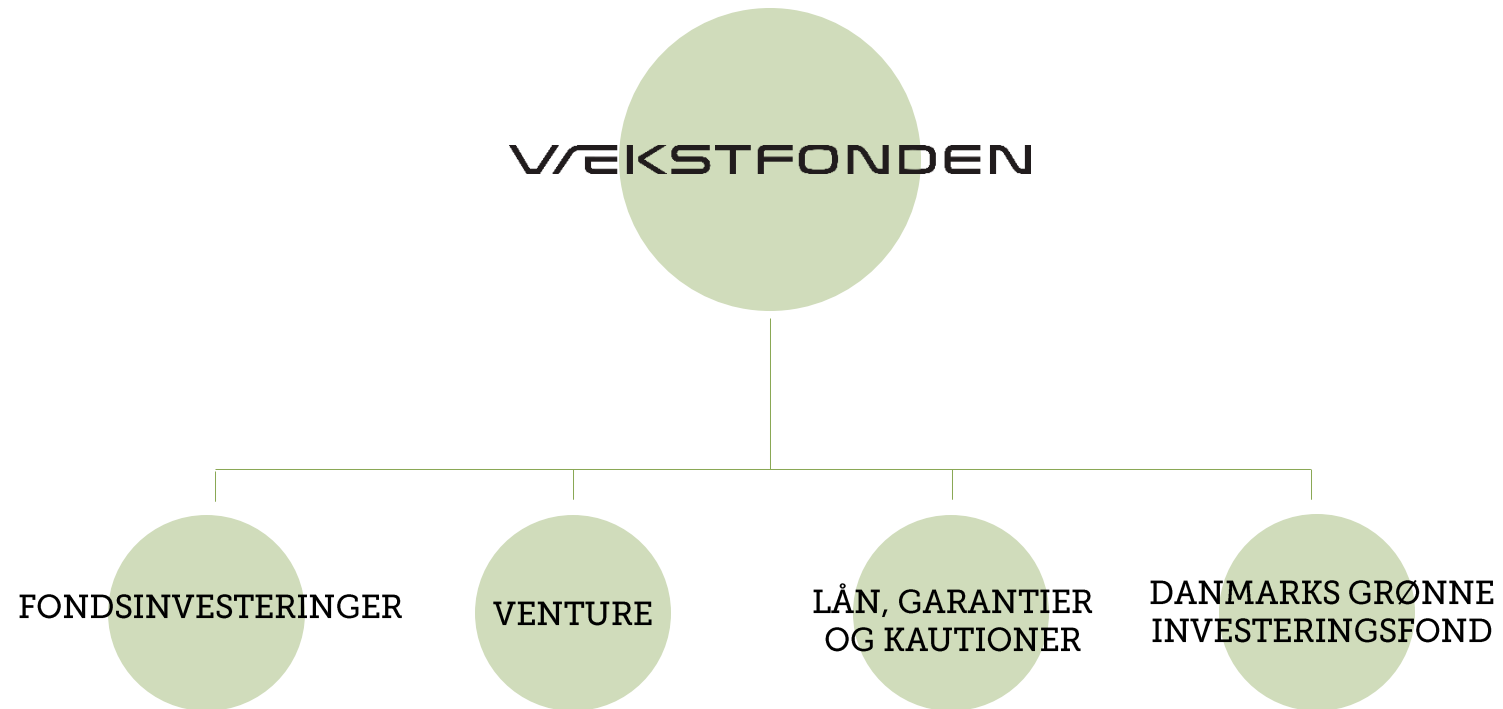 VÆKSTFONDEN
FONDSINVESTERINGER
VENTURE
LÅN, GARANTIER
OG KAUTIONER
DANMARKS GRØNNE
INVESTERINGSFOND